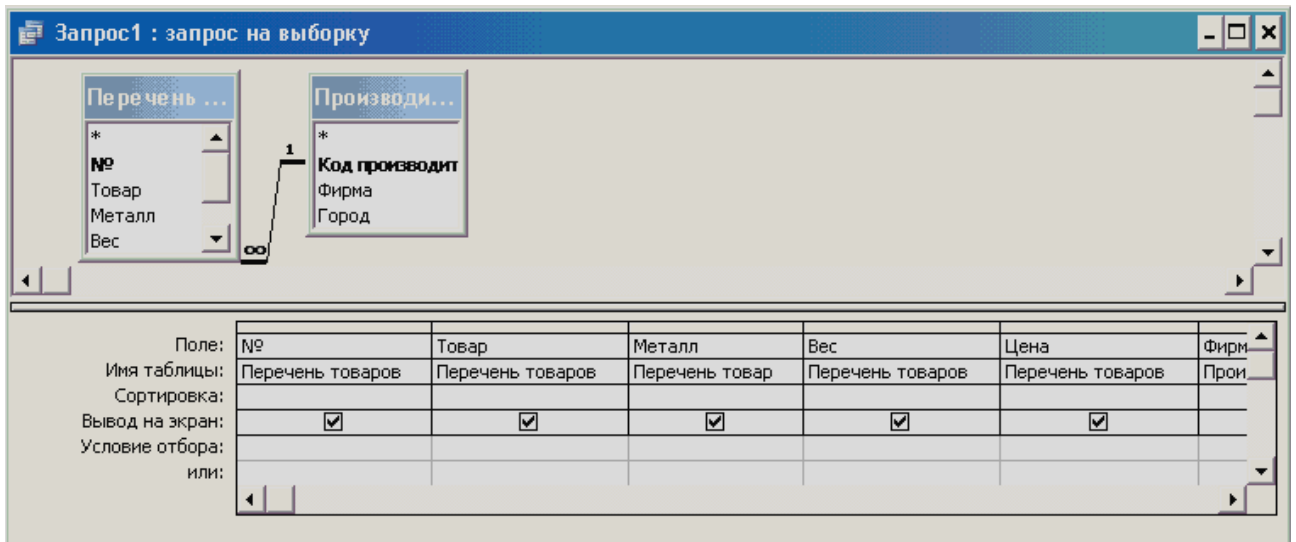 Запрос1 : запрос на выборку
Перечень ...
*
№
Товар
Металл
Вес
1
∞
Производи...
*
Код производит
Фирма
Город
Поле: № Товар Металл Вес Цена Фирм
Имя таблицы: Перечень товаров Перечень товаров Перечень товар Перечень товаров Перечень товаров Прои
Сортировка:
Вывод на экран:
Условие отбора:
или: